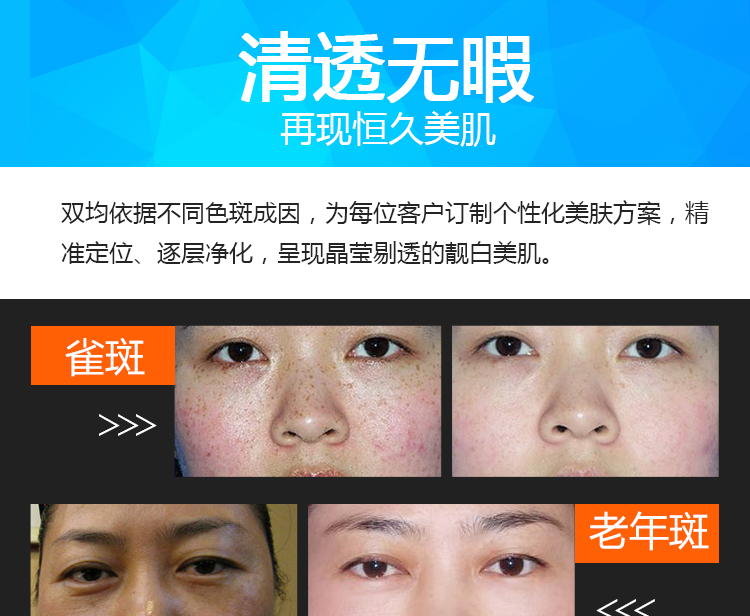 清透无暇
再现恒久美肌
双均依据不同色斑成因，为每位客户订制个性化美肤方案，精
准定位、逐层净化，呈现晶莹剔透的靓白美肌。
雀斑
>>>
老年斑
<<<